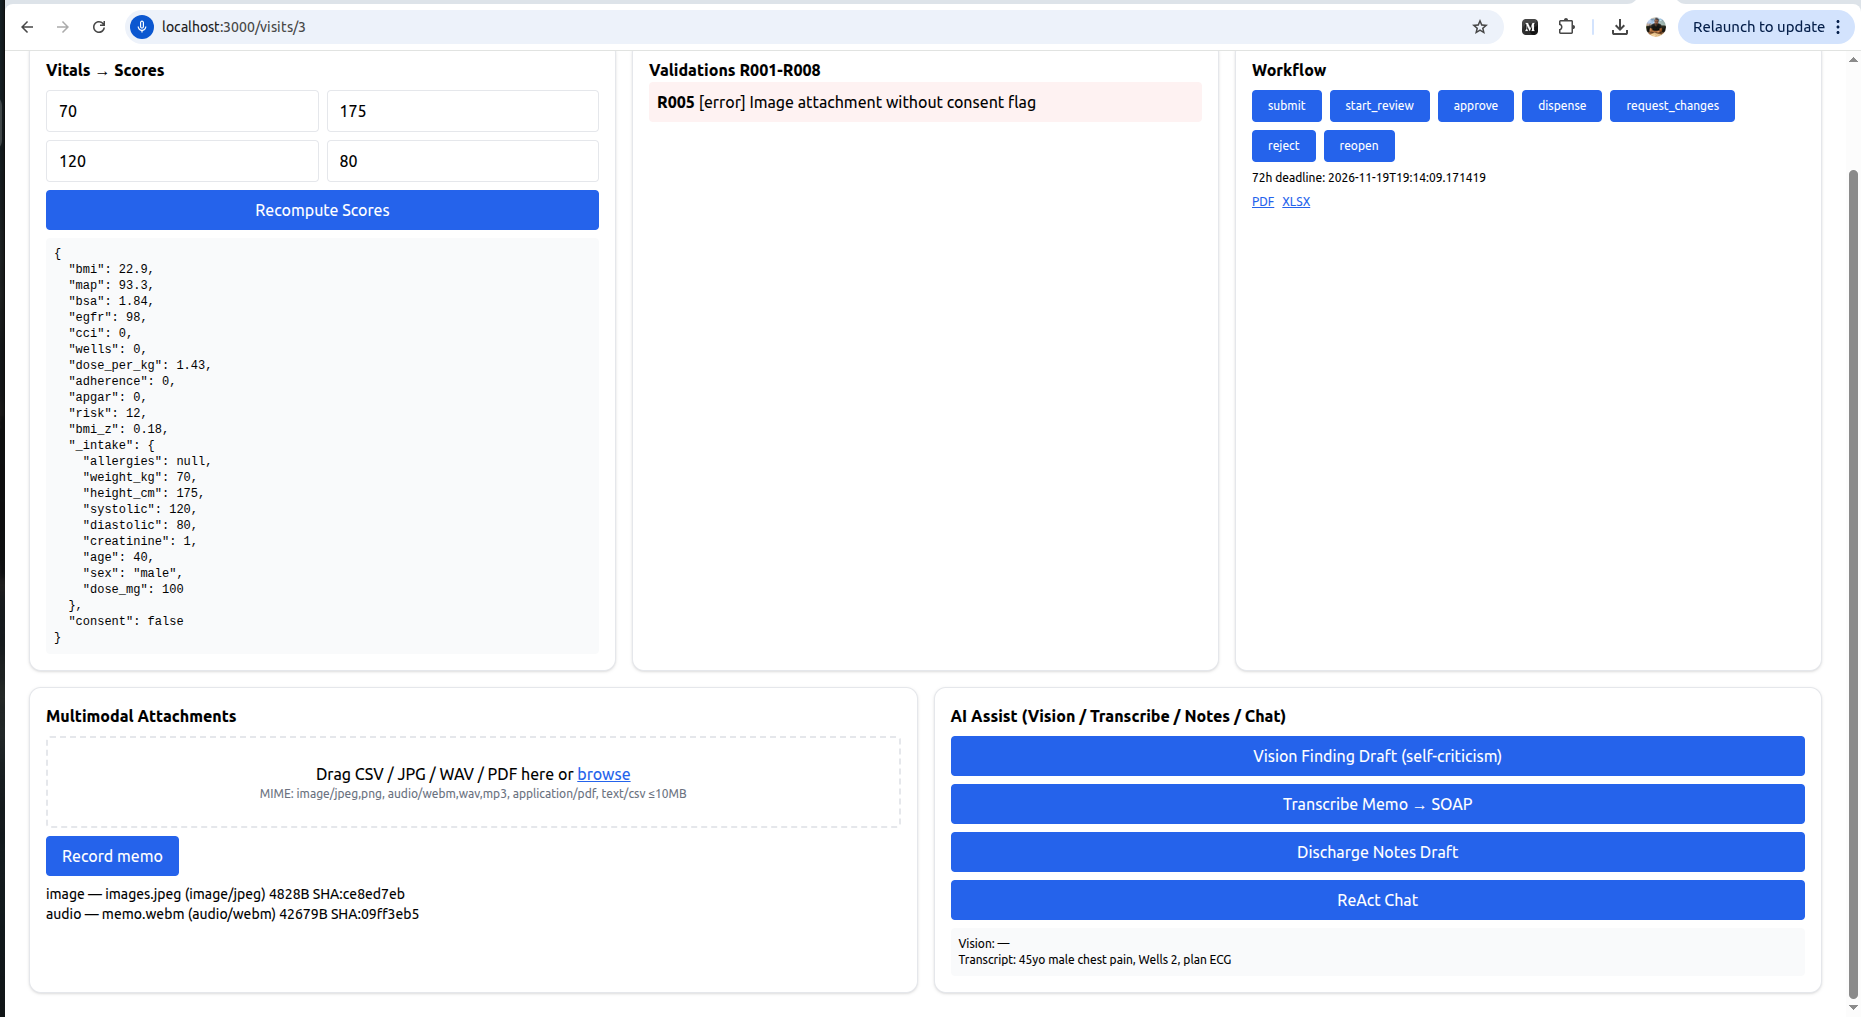 localhost:3000/visits/3
Relaunch to update
Vitals → Scores
70
175
120
80
Recompute Scores
{
"bmi": 22.9,
"map": 93.3,
"bsa": 1.84,
"egfr": 98,
"cci": 0,
"wells": 0,
"dose_per_kg": 1.43,
"adherence": 0,
"apgar": 0,
"risk": 12,
"bmi_z": 0.18,
"_intake": {
"allergies": null,
"weight_kg": 70,
"height_cm": 175,
"systolic": 120,
"diastolic": 80,
"creatinine": 1,
"age": 40,
"sex": "male",
"dose_mg": 100
},
"consent": false
}
Validations R001-R008
R005 [error] Image attachment without consent flag
Workflow
submit
start_review
approve
dispense
request_changes
reject
reopen
72h deadline: 2026-11-19T19:14:09.171419
PDF XLSX
Multimodal Attachments
Drag CSV / JPG / WAV / PDF here or browse
MIME: image/jpeg,png, audio/webm,wav,mp3, application/pdf, text/csv ≤10MB
Record memo
image — images.jpeg (image/jpeg) 4828B SHA:ce8ed7eb
audio — memo.webm (audio/webm) 42679B SHA:09ff3eb5
AI Assist (Vision / Transcribe / Notes / Chat)
Vision Finding Draft (self-criticism)
Transcribe Memo → SOAP
Discharge Notes Draft
ReAct Chat
Vision: —
Transcript: 45yo male chest pain, Wells 2, plan ECG